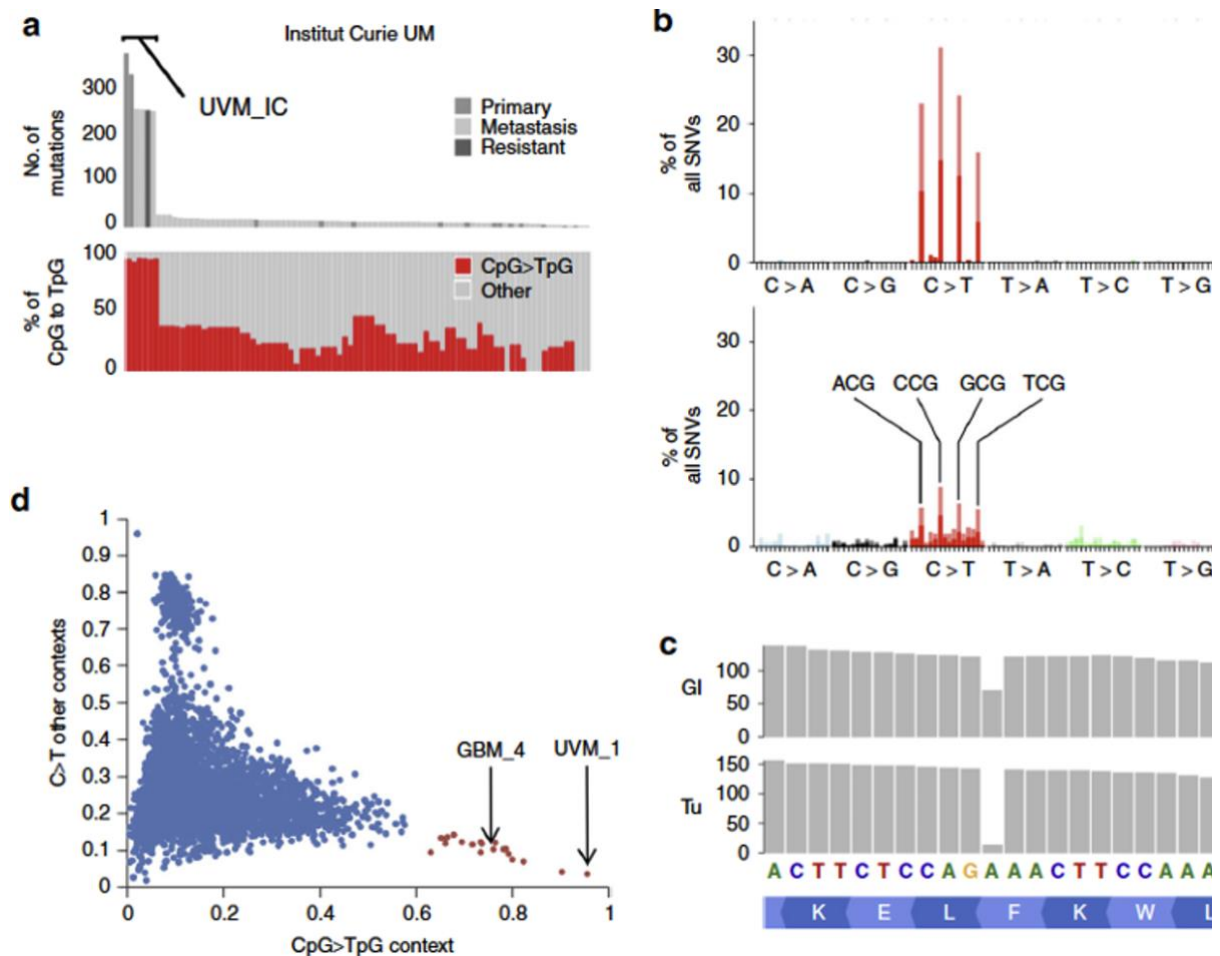 a
Institut Curie UM
UVM_IC
No. of
mutations
300
200
100
0
Primary
Metastasis
Resistant
% of
CpG to TpG
100
50
0
CpG>TpG
Other
b
% of
all SNVs
30
20
10
0
C>A C>G C>T T>A T>C T>G
% of
all SNVs
30
20
10
0
ACG CCG GCG TCG
C>A C>G C>T T>A T>C T>G
c
Gl
100
50
0
Tu
150
100
50
0
A C T T C T C C A G A A A C T T C C A A A
K E L F K W L
d
C>T other contexts
1
0.9
0.8
0.7
0.6
0.5
0.4
0.3
0.2
0.1
0
GBM_4 UVM_1
0 0.2 0.4 0.6 0.8 1
CpG>TpG context